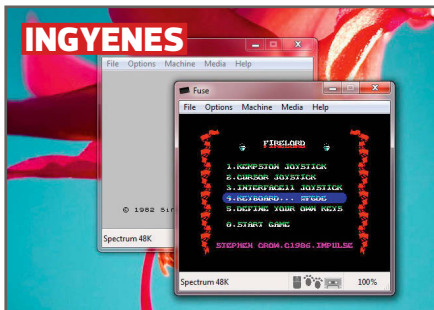 INGYENES
File Options Machine Media Help
© 1982 Sin
Spectrum 48K
Fuse
File Options Machine Media Help
FIRELORD
1.KEMPSTON JOYSTICK
2.CURSOR JOYSTICK
3.INTERFACE11 JOYSTICK
4.KEYBOARD...
5.DEFINE YOUR OWN KEYS
0.START GAME
STEPHEN CROW.C1986.IMPULSE
Spectrum 48K
100%